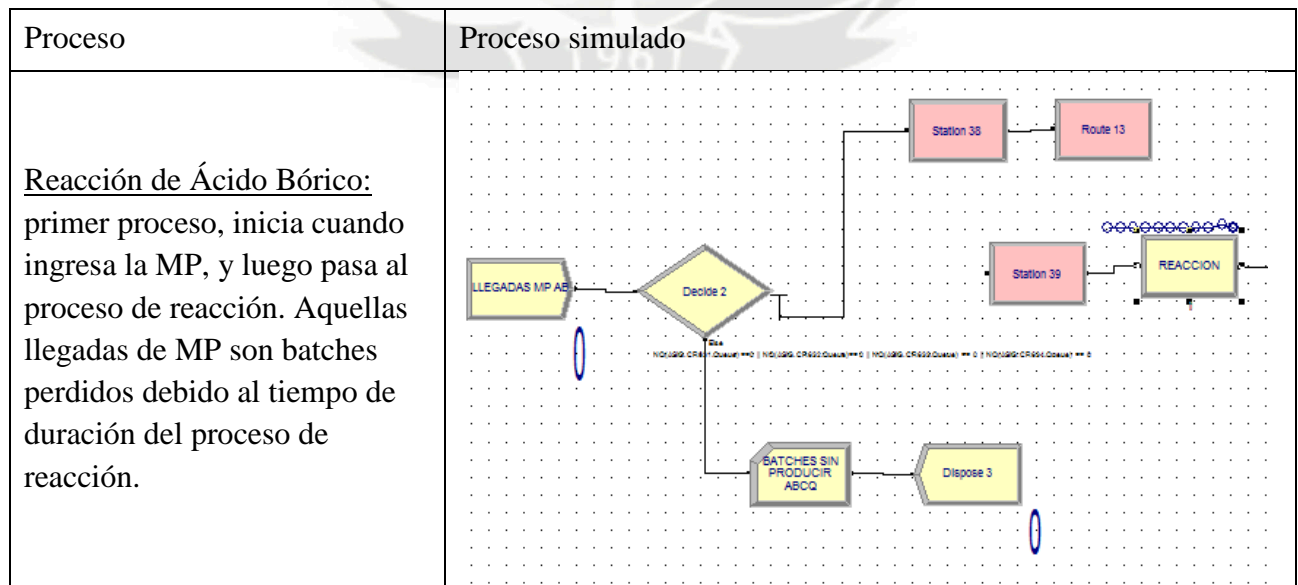 Proceso
Proceso simulado
Reacción de Ácido Bórico:
primer proceso, inicia cuando
ingresa la MP, y luego pasa al
proceso de reacción. Aquellas
llegadas de MP son batches
perdidos debido al tiempo de
duración del proceso de
reacción.
Station 38
Route 13
LLEGADAS MP AB
Decide 2
Station 39
REACCION
Else
BATCHES SIN
PRODUCIR
ABCQ
Dispose 3
0
0